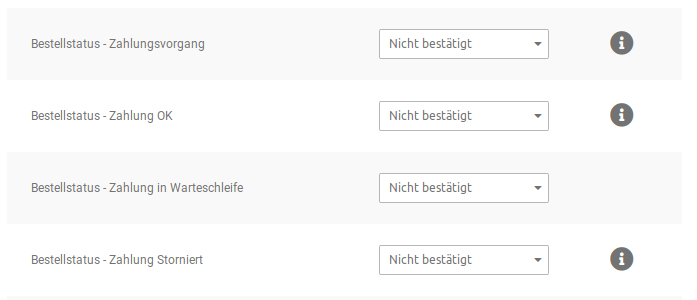 Bestellstatus - Zahlungsvorgang Nicht bestätigt
Bestellstatus - Zahlung OK Nicht bestätigt
Bestellstatus - Zahlung in Warteschleife Nicht bestätigt
Bestellstatus - Zahlung Storniert Nicht bestätigt